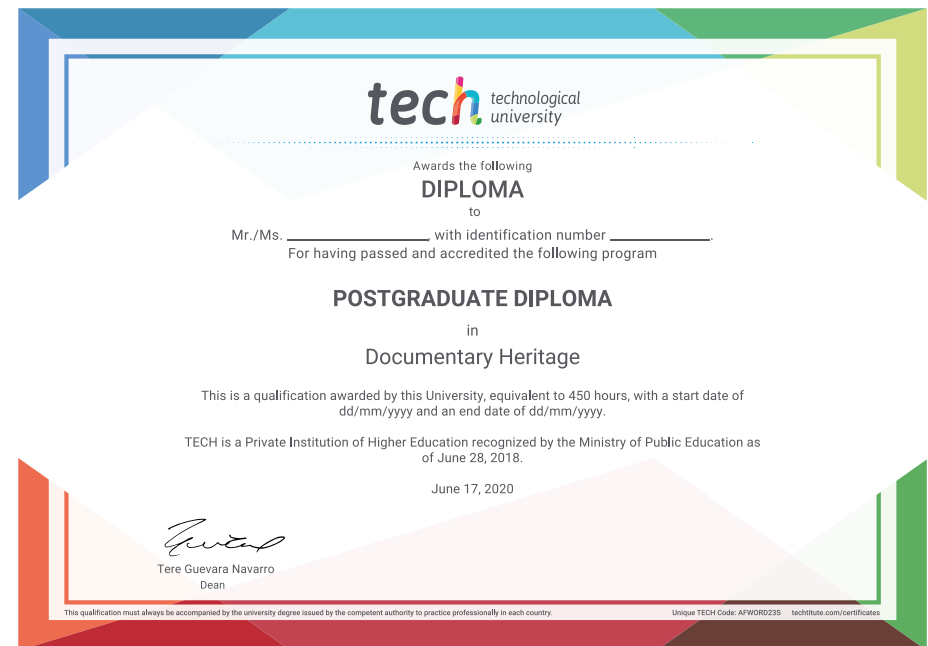 tech technological
university
Awards the following
DIPLOMA
to
Mr./Ms. ____________________, with identification number ______________.
For having passed and accredited the following program
POSTGRADUATE DIPLOMA
in
Documentary Heritage
This is a qualification awarded by this University, equivalent to 450 hours, with a start date of
dd/mm/yyyy and an end date of dd/mm/yyyy.
TECH is a Private Institution of Higher Education recognized by the Ministry of Public Education as
of June 28, 2018.
June 17, 2020
Tere Guevara Navarro
Dean
This qualification must always be accompanied by the university degree issued by the competent authority to practice professionally in each country. Unique TECH Code: AFWORD23S techtitute.com/certificates